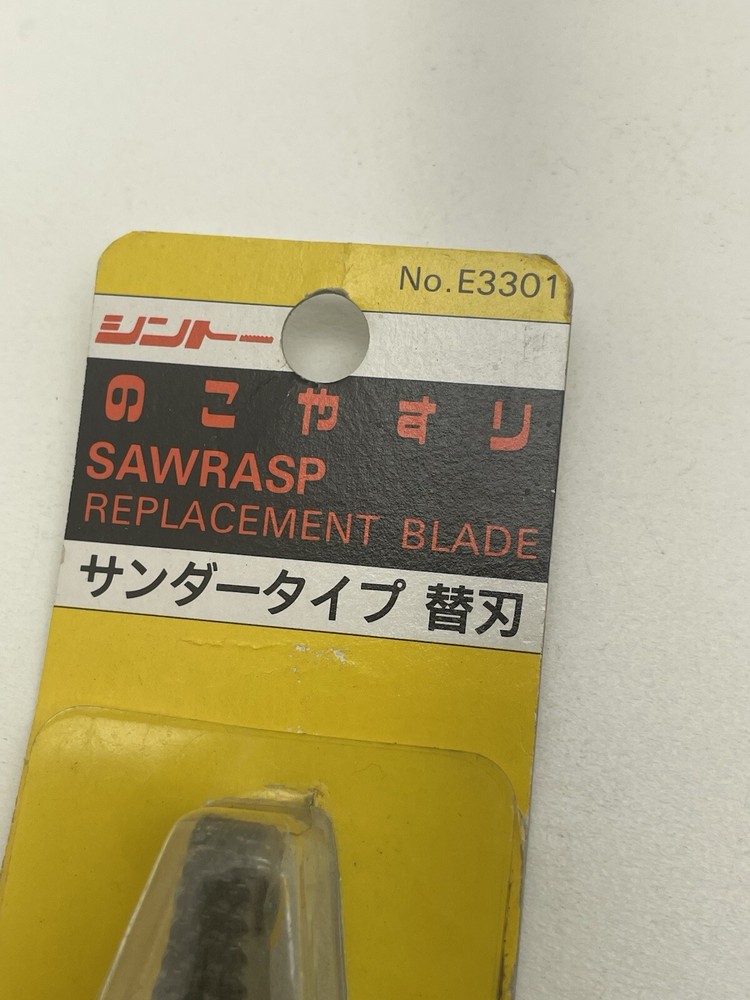 No.E3301
シントー
のこやすり
SAWRASP
REPLACEMENT BLADE
サンダータイプ 替刃